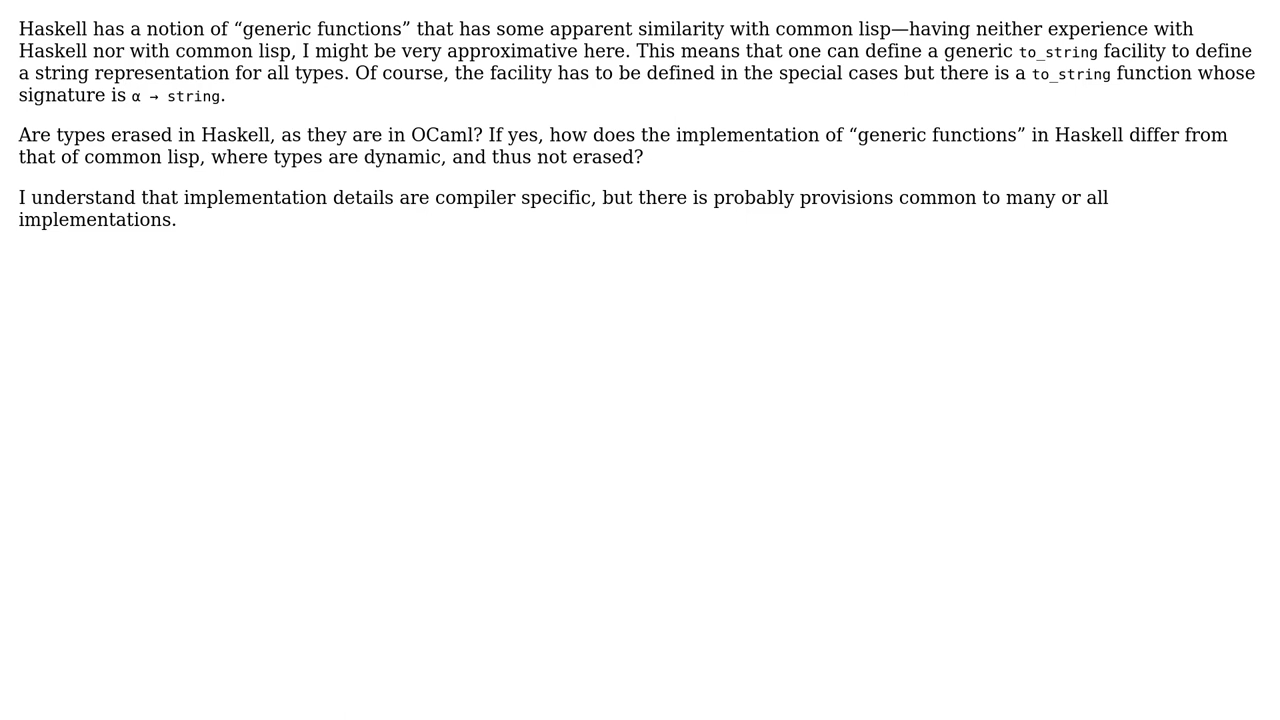 Haskell has a notion of “generic functions” that has some apparent similarity with common lisp—having neither experience with
Haskell nor with common lisp, I might be very approximative here. This means that one can define a generic to_string facility to define
a string representation for all types. Of course, the facility has to be defined in the special cases but there is a to_string function whose
signature is α → string.
Are types erased in Haskell, as they are in OCaml? If yes, how does the implementation of “generic functions” in Haskell differ from
that of common lisp, where types are dynamic, and thus not erased?
I understand that implementation details are compiler specific, but there is probably provisions common to many or all
implementations.